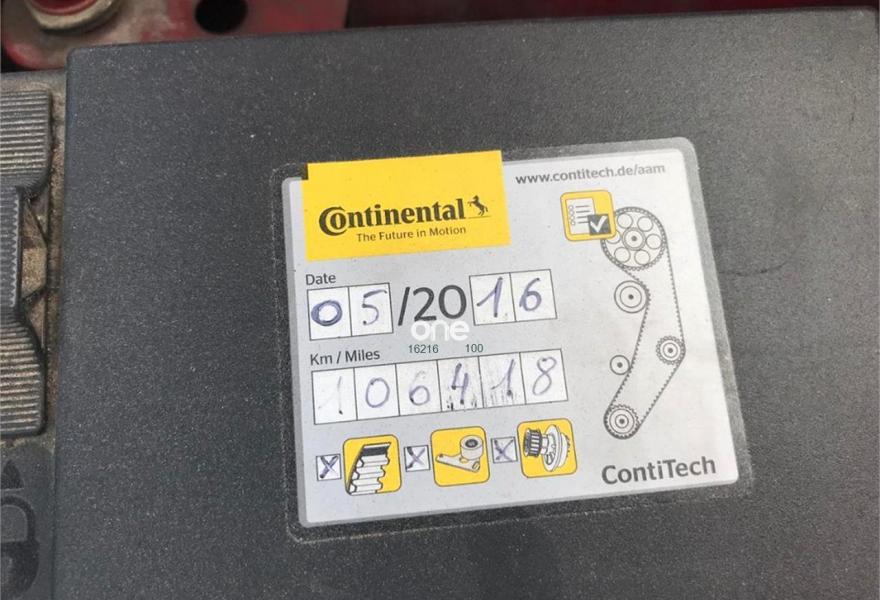 www.contitech.de/aam
Continental
The Future in Motion
Date
05/2016
one
16216 100
Km / Miles
106418
ContiTech